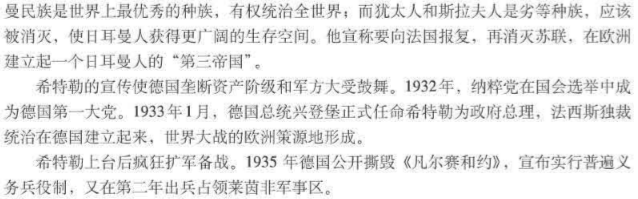 曼民族是世界上最优秀的种族，有权统治全世界；而犹太人和斯拉夫人是劣等种族，应该
被消灭，使日耳曼人获得更广阔的生存空间。他宣称要向法国报复，再消灭苏联，在欧洲
建立起一个日耳曼人的“第三帝国”。
希特勒的宣传使德国垄断资产阶级和军方大受鼓舞。1932年，纳粹党在国会选举中成
为德国第一大党。1933年1月，德国总统兴登堡正式任命希特勒为政府总理，法西斯独裁
统治在德国建立起来，世界大战的欧洲策源地形成。
希特勒上台后疯狂扩军备战。1935 年德国公开撕毁《凡尔赛和约》，宣布实行普遍义
务兵役制，又在第二年出兵占领莱茵非军事区。